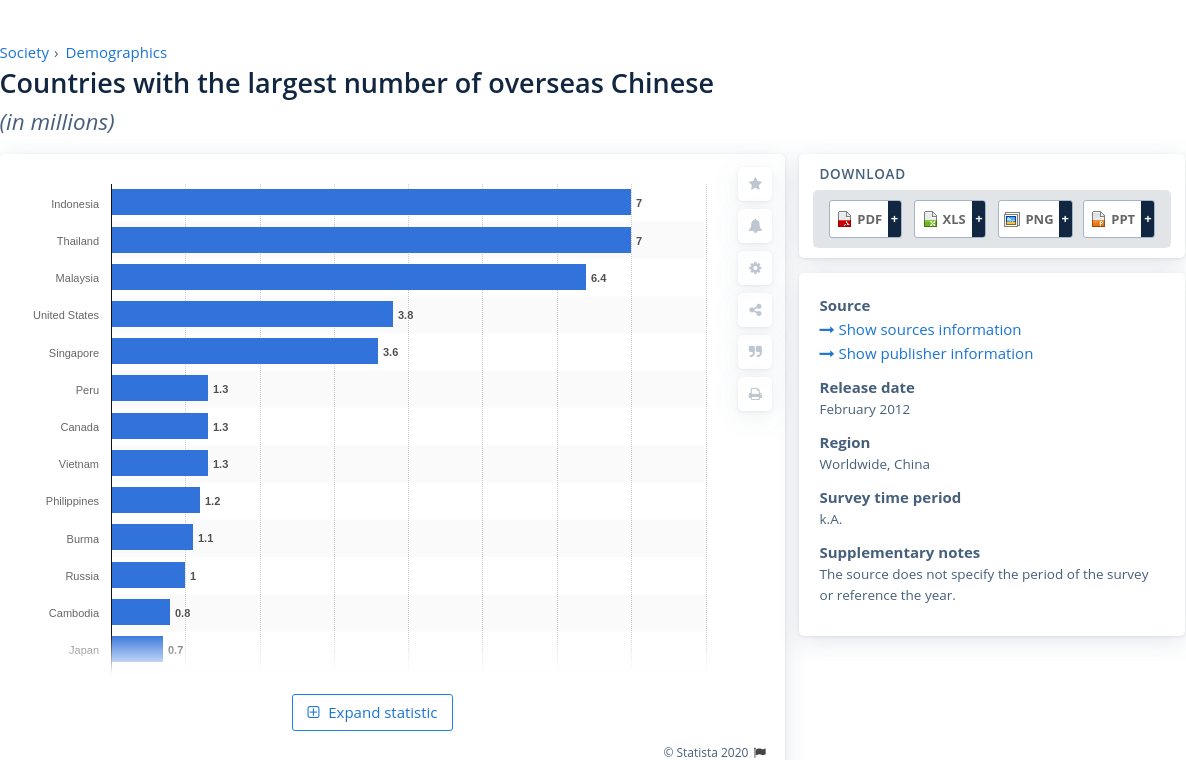 Society › Demographics
Countries with the largest number of overseas Chinese
(in millions)
Indonesia 7
Thailand 7
Malaysia 6.4
United States 3.8
Singapore 3.6
Peru 1.3
Canada 1.3
Vietnam 1.3
Philippines 1.2
Burma 1.1
Russia 1
Cambodia 0.8
Japan 0.7
Expand statistic
© Statista 2020
DOWNLOAD
PDF + XLS + PNG + PPT +
Source
Show sources information
Show publisher information
Release date
February 2012
Region
Worldwide, China
Survey time period
k.A.
Supplementary notes
The source does not specify the period of the survey
or reference the year.